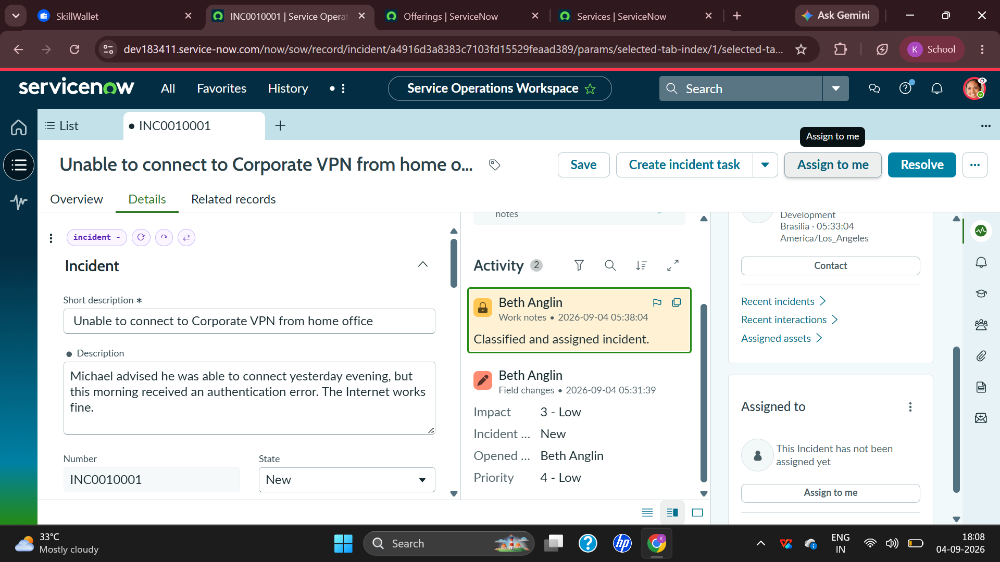 SkillWallet
INC0010001 | Service Operat
Offerings | ServiceNow
Services | ServiceNow
Ask Gemini
dev183411.service-now.com/now/sow/record/incident/a4916d3a8383c7103fd15529feaad389/params/selected-tab-index/1/selected-ta...
K School
servicenow
All
Favorites
History
Service Operations Workspace
Search
List
INC0010001
Assign to me
Unable to connect to Corporate VPN from home o...
Save
Create incident task
Assign to me
Resolve
Overview
Details
Related records
incident -
Incident
Short description *
Unable to connect to Corporate VPN from home office
Description
Michael advised he was able to connect yesterday evening, but
this morning received an authentication error. The Internet works
fine.
Number
INC0010001
State
New
notes
Activity 2
Beth Anglin
Work notes • 2026-09-04 05:38:04
Classified and assigned incident.
Beth Anglin
Field changes • 2026-09-04 05:31:39
Impact 3 - Low
Incident ... New
Opened ... Beth Anglin
Priority 4 - Low
Development
Brasilia · 05:33:04
America/Los_Angeles
Contact
Recent incidents
Recent interactions
Assigned assets
Assigned to
This Incident has not been
assigned yet
Assign to me
33°C
Mostly cloudy
Search
hp
K
ENG
IN
18:08
04-09-2026